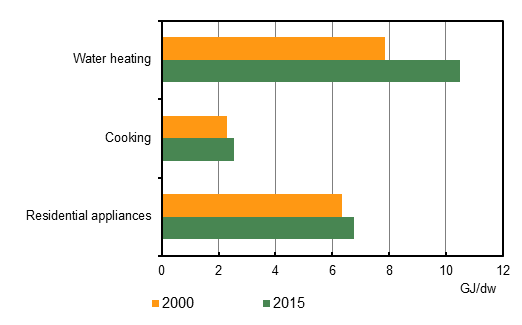 Water heating
Cooking
Residential appliances
0 2 4 6 8 10 12
GJ/dw
2000 2015